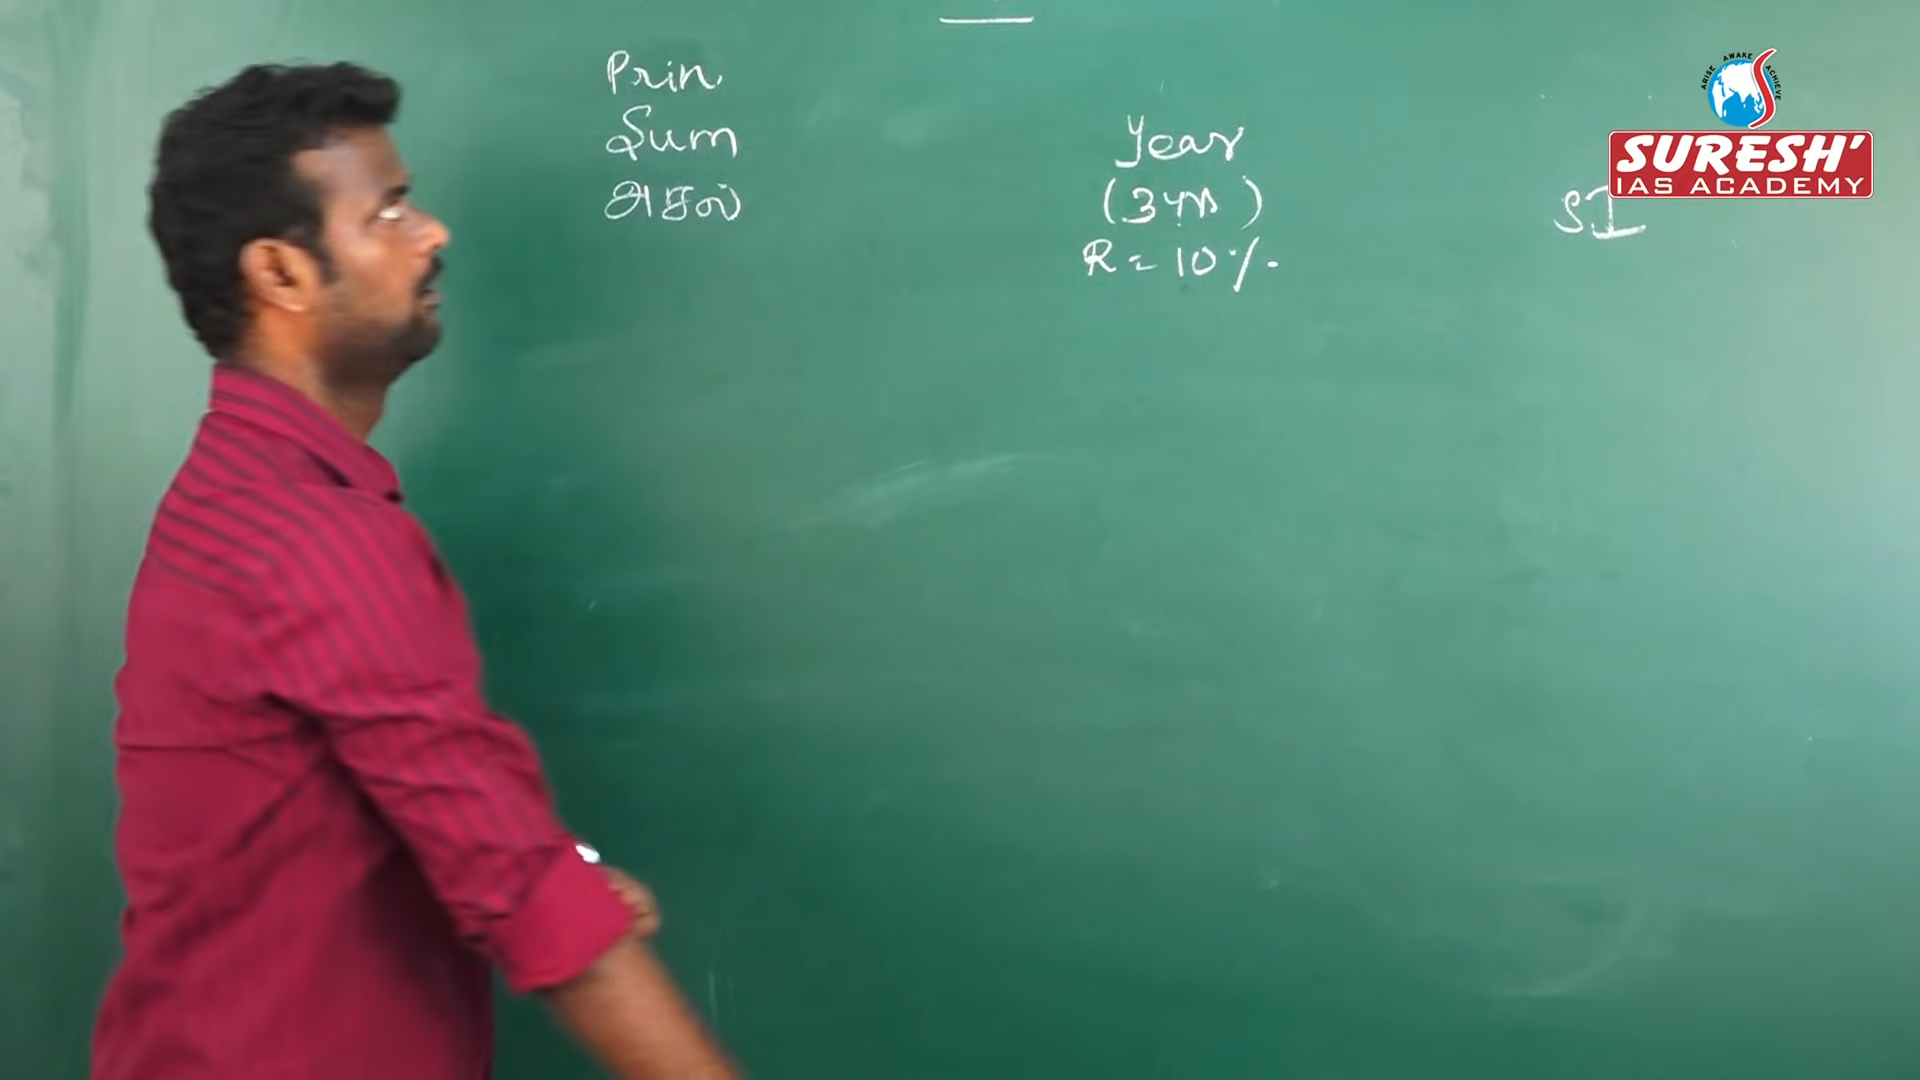 Prin.
Sum
அசல்
Year
(3yrs)
R = 10%.
SI
ARISE AWAKE ACHIEVE
SURESH'
IAS ACADEMY